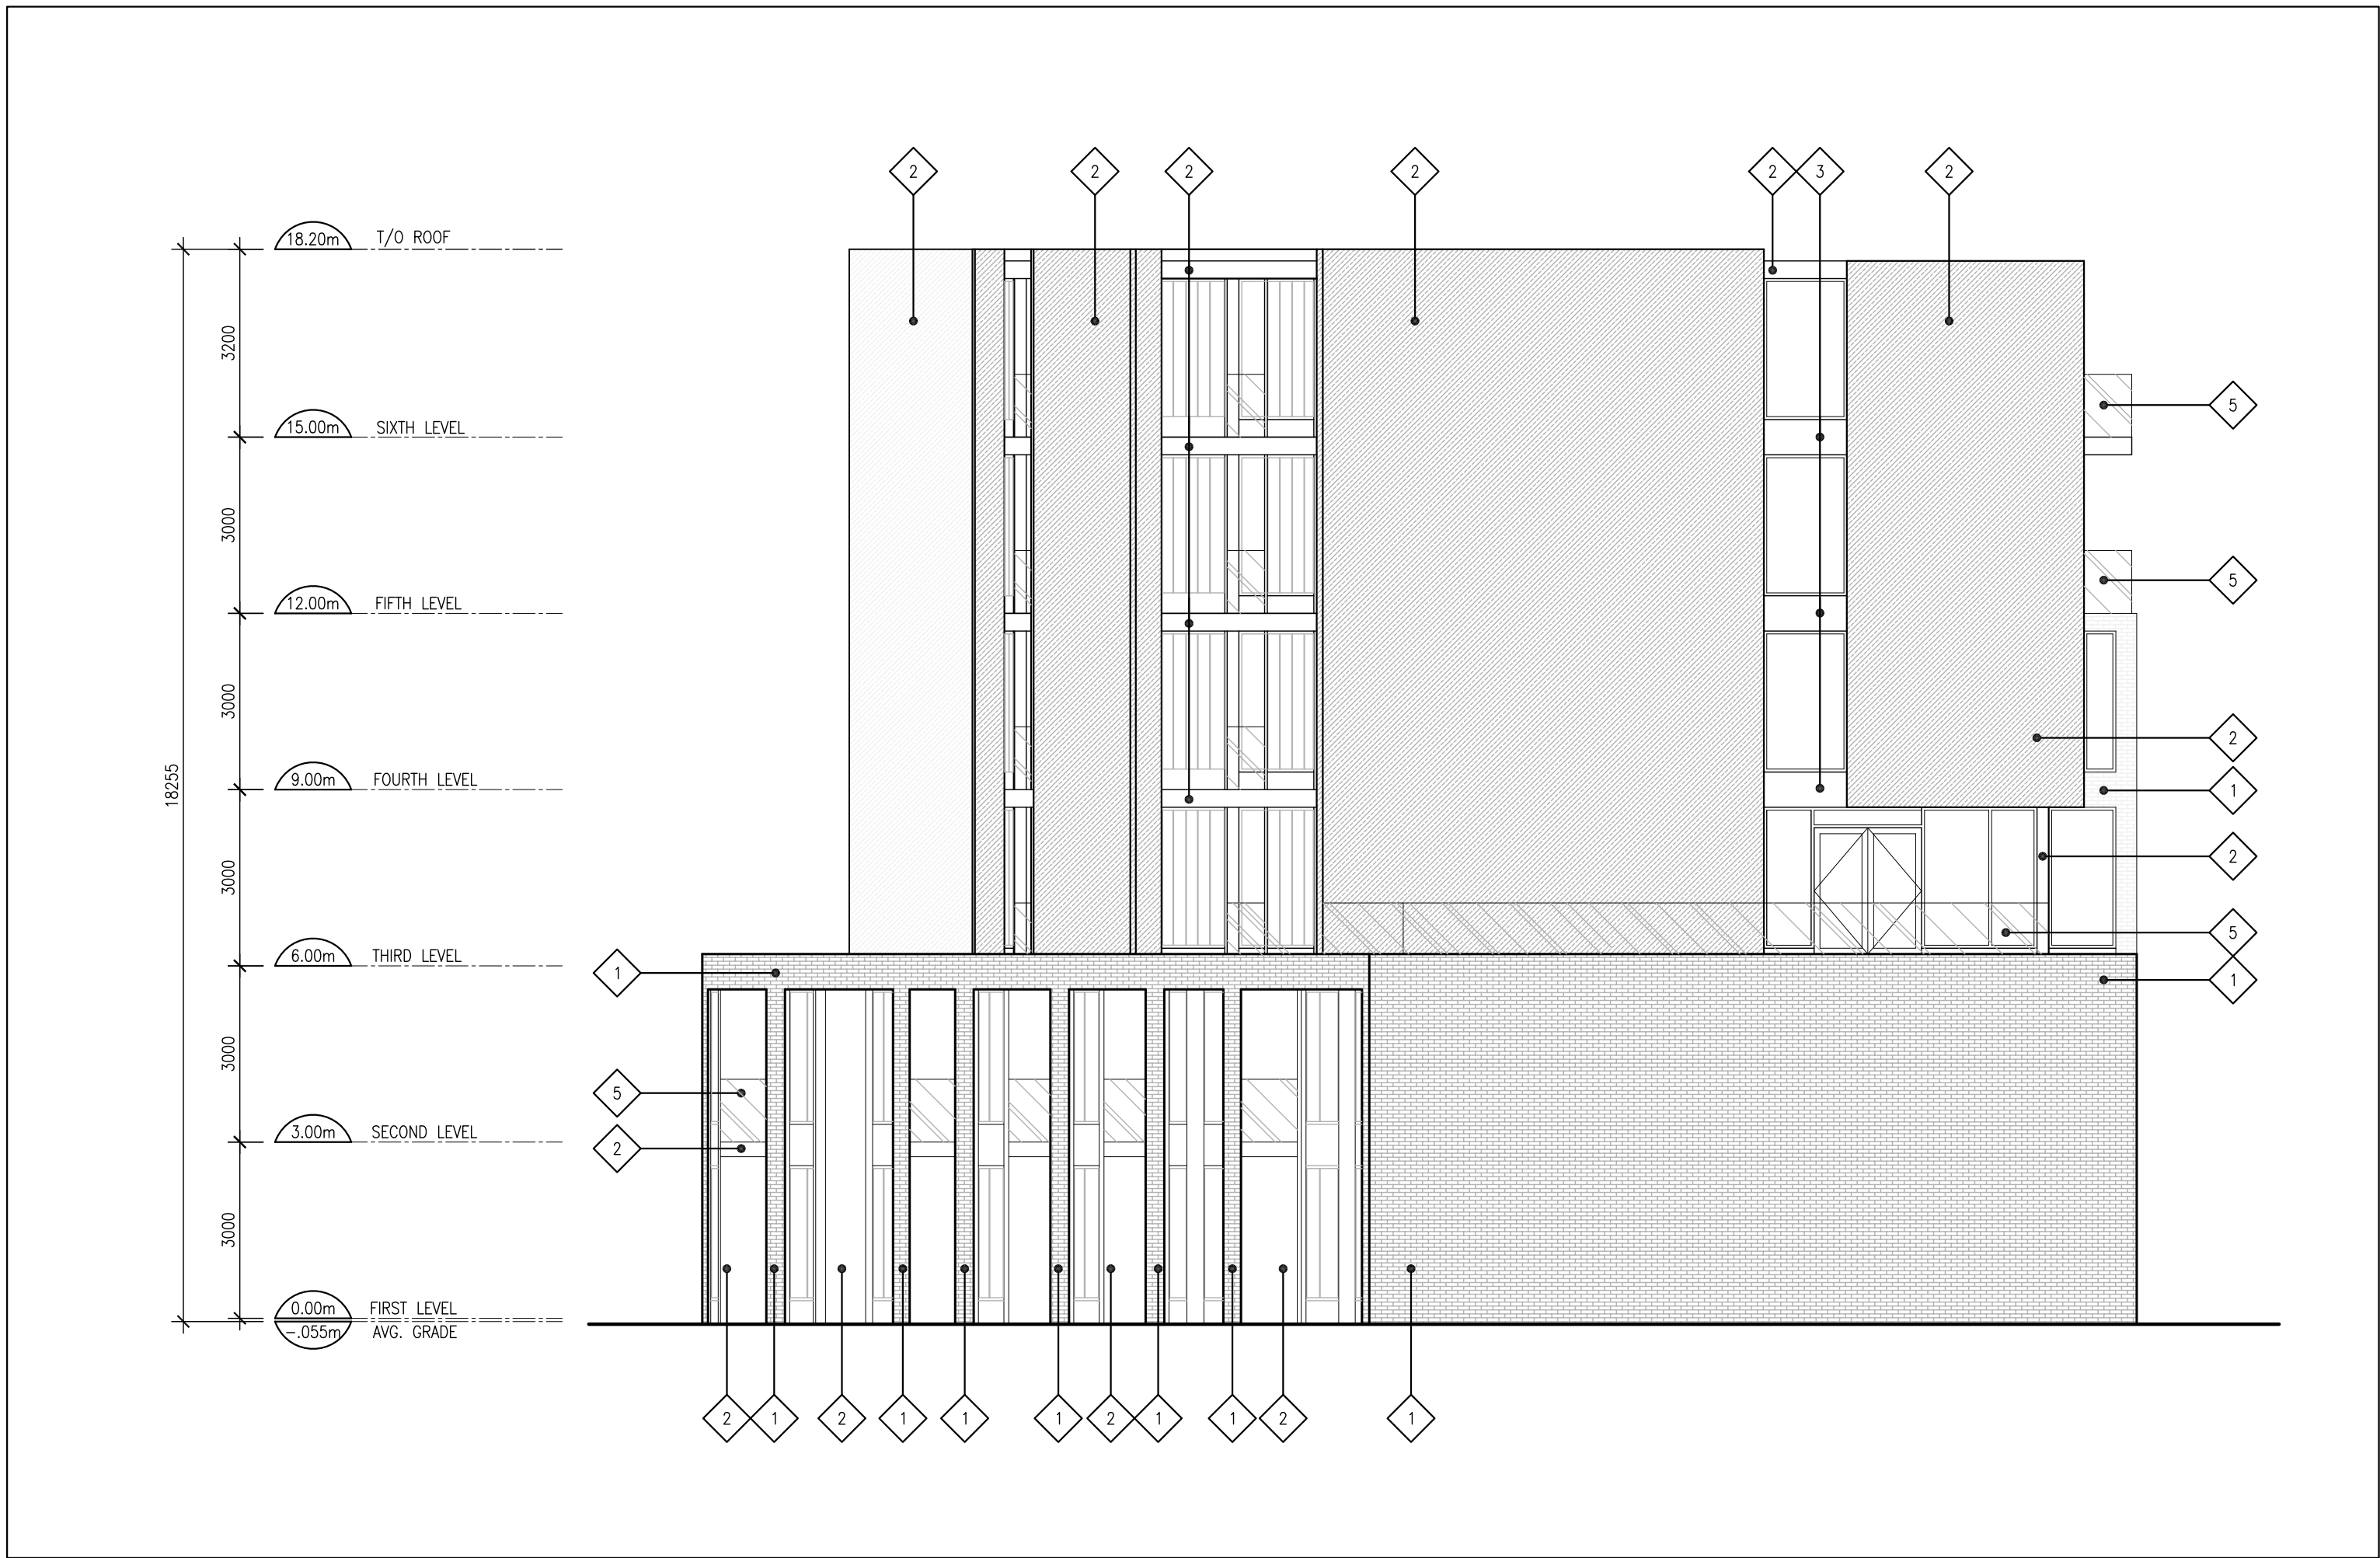 2 2 2 2 2 3 2
18.20m T/O ROOF
3200
5
15.00m SIXTH LEVEL
3000
5
12.00m FIFTH LEVEL
3000
2
18255
9.00m FOURTH LEVEL
1
2
3000
5
6.00m THIRD LEVEL
1
1
3000
5
3.00m SECOND LEVEL
2
3000
0.00m FIRST LEVEL
-.055m AVG. GRADE
2 1 2 1 1 1 2 1 1 2 1